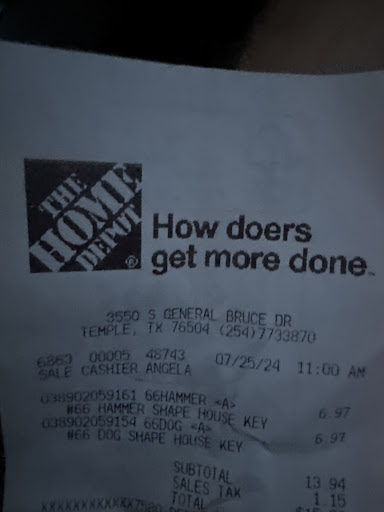 THE
HOME
DEPOT
How doers
get more done™
3550 S GENERAL BRUCE DR
TEMPLE, TX 76504 (254)7733870
6863 00005 48743 07/25/24 11:00 AM
SALE CASHIER ANGELA
038902059161 66HAMMER <A> 6.97
#66 HAMMER SHAPE HOUSE KEY
038902059154 66DOG <A> 6.97
#66 DOG SHAPE HOUSE KEY
SUBTOTAL 13.94
SALES TAX 1.15
TOTAL